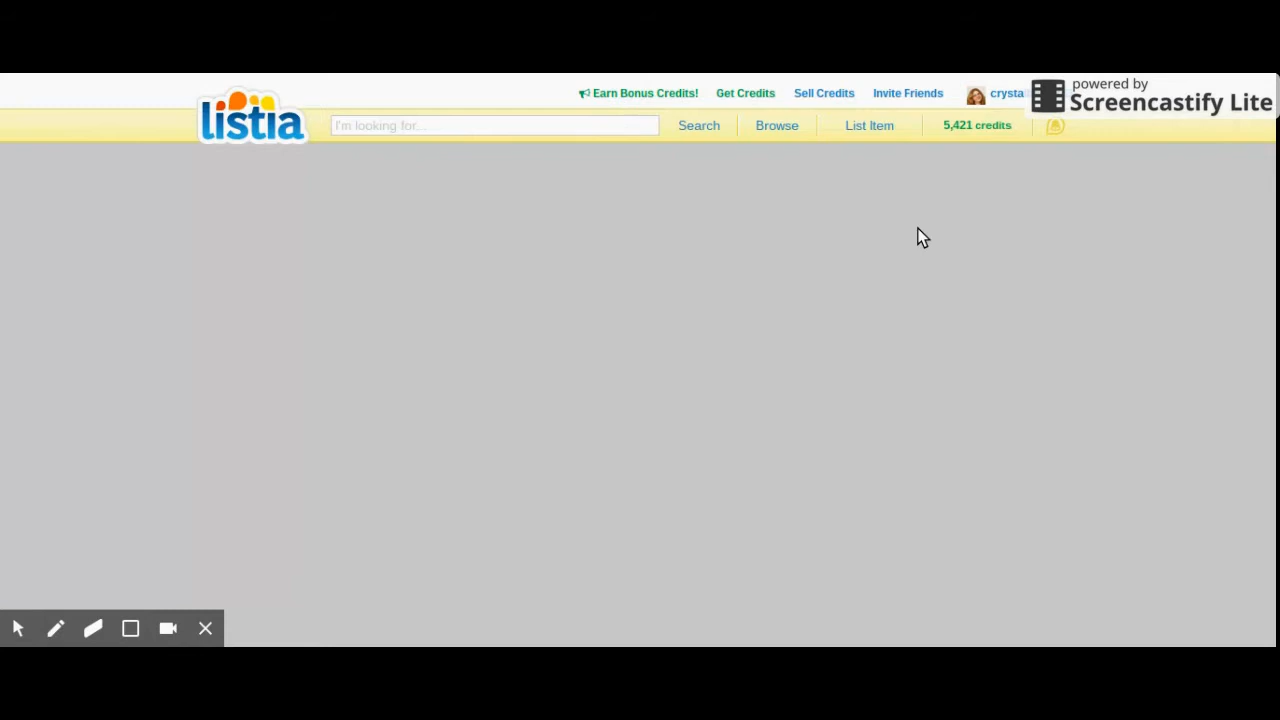 powered by
Screencastify Lite
Earn Bonus Credits! Get Credits Sell Credits Invite Friends crysta
listia
I'm looking for... Search Browse List Item 5,421 credits